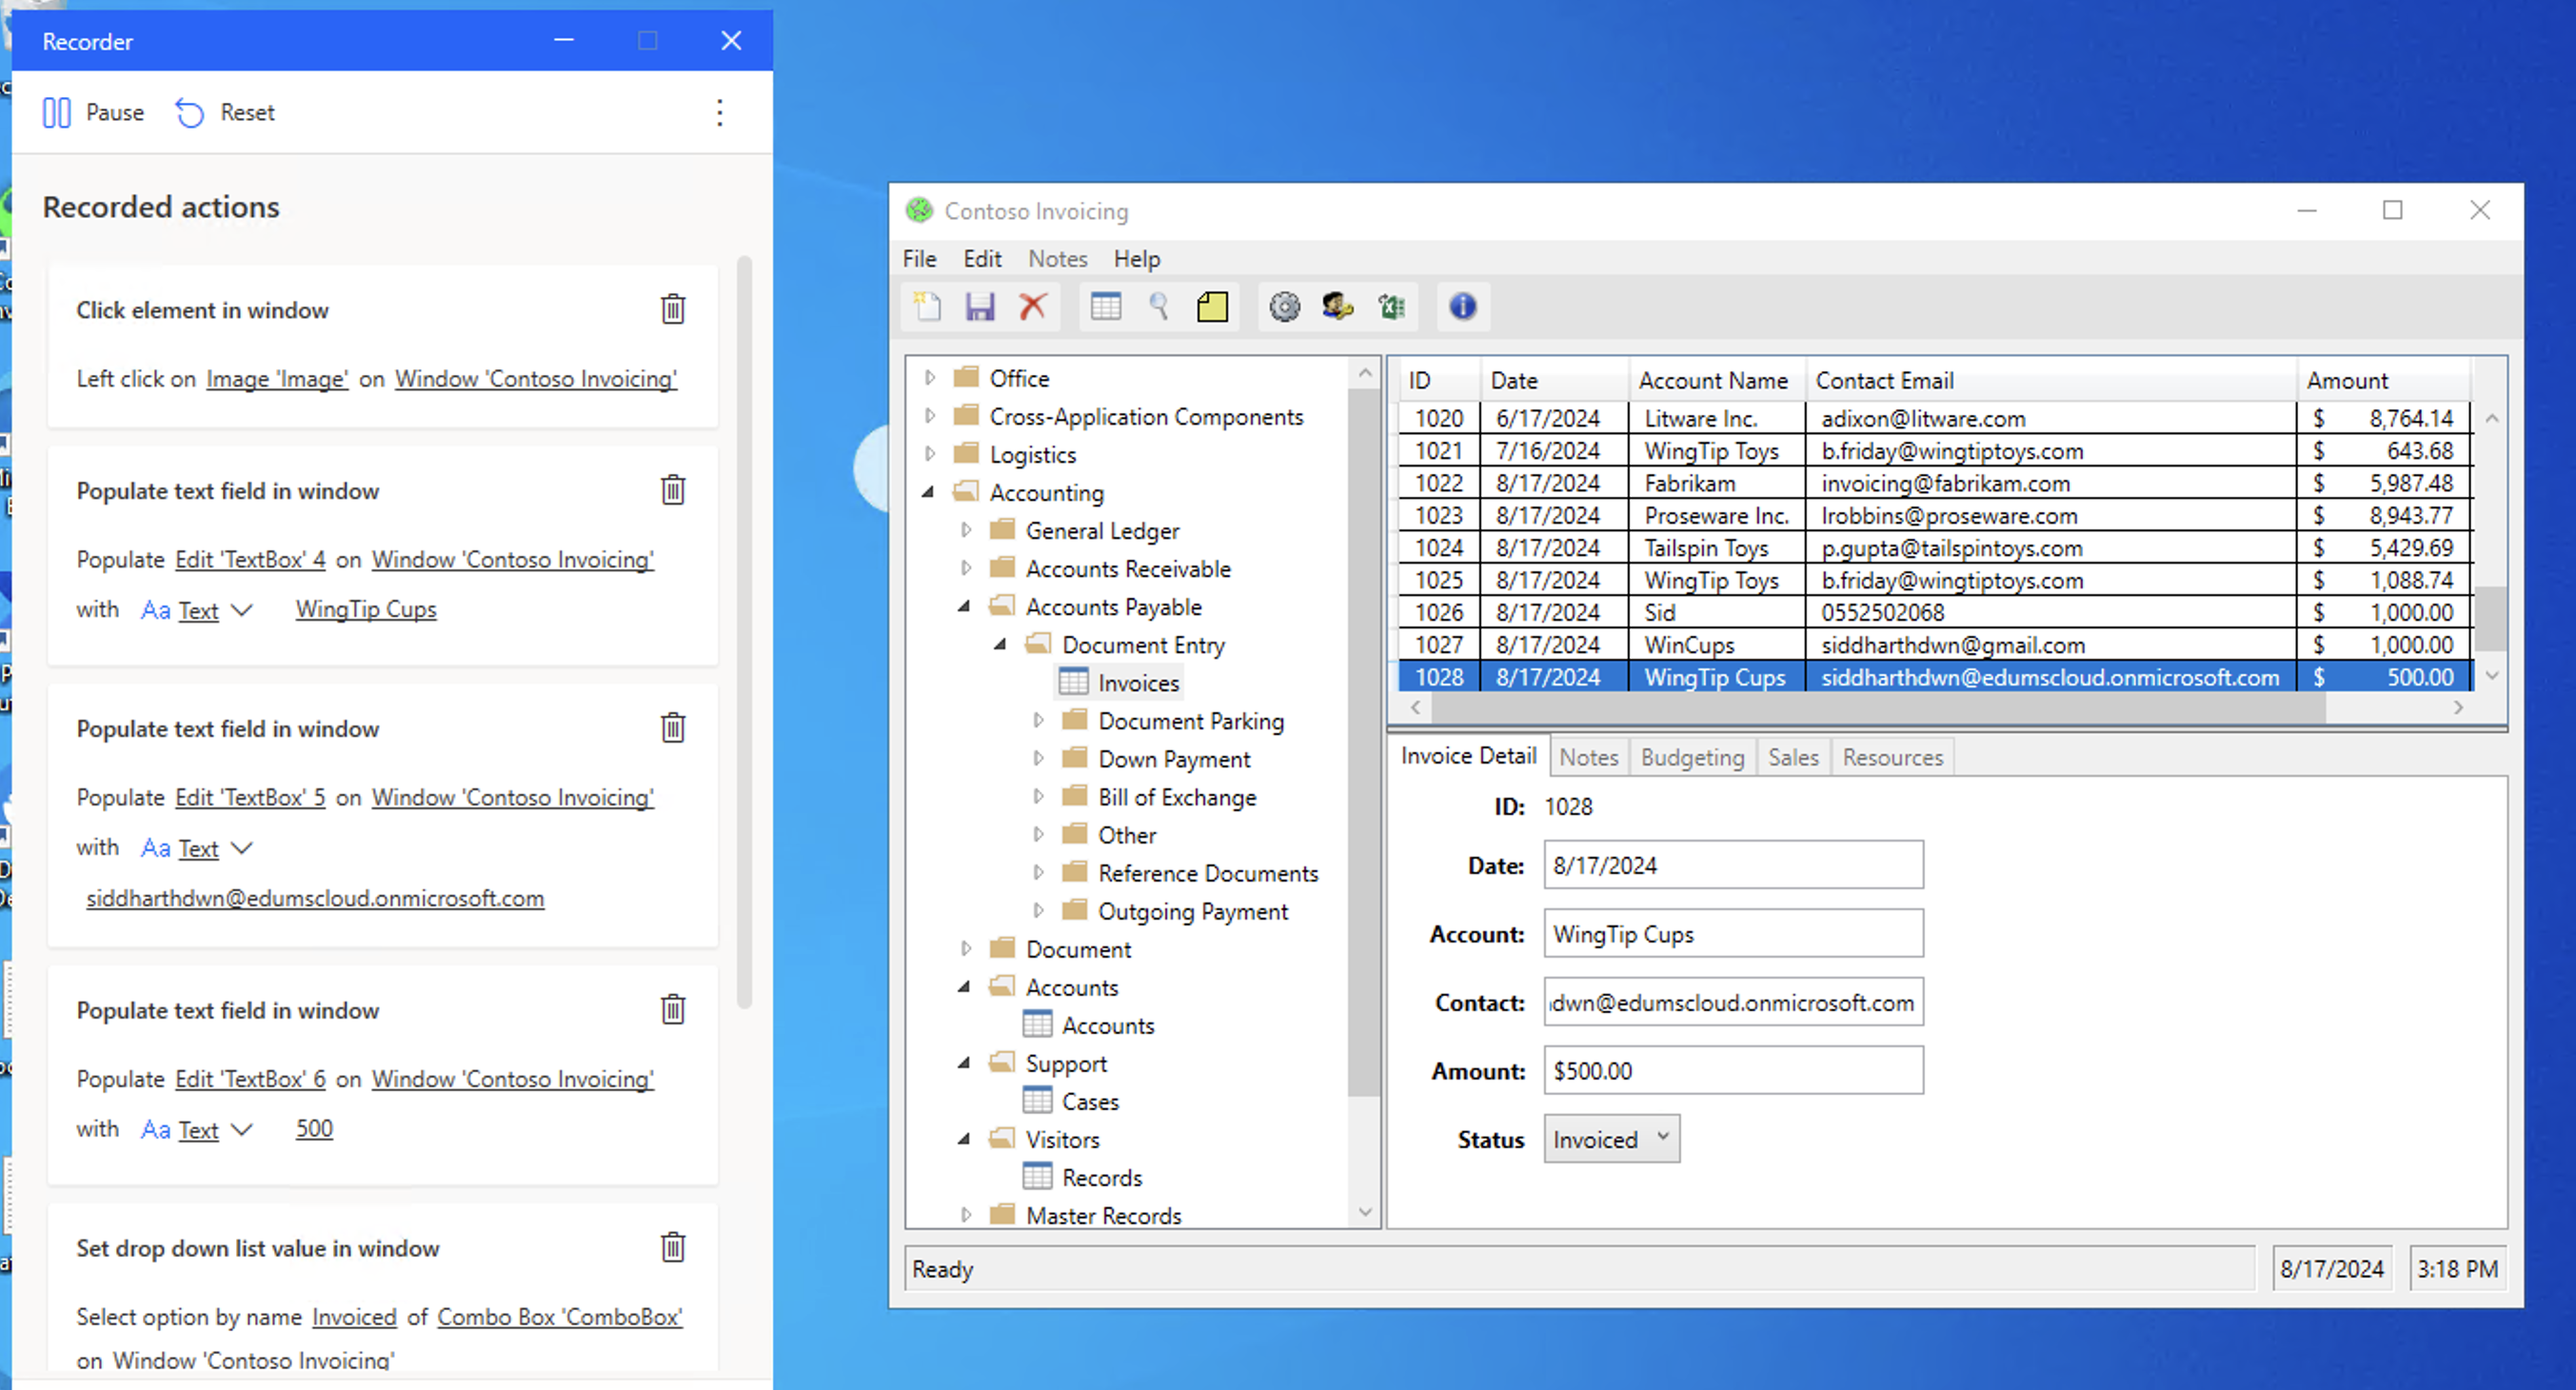 Recorder
Pause Reset
Recorded actions
Click element in window
Left click on Image 'Image' on Window 'Contoso Invoicing'
Populate text field in window
Populate Edit 'TextBox' 4 on Window 'Contoso Invoicing'
with Aa Text WingTip Cups
Populate text field in window
Populate Edit 'TextBox' 5 on Window 'Contoso Invoicing'
with Aa Text
siddharthdwn@edumscloud.onmicrosoft.com
Populate text field in window
Populate Edit 'TextBox' 6 on Window 'Contoso Invoicing'
with Aa Text 500
Set drop down list value in window
Select option by name Invoiced of Combo Box 'ComboBox'
on Window 'Contoso Invoicing'
Contoso Invoicing
File Edit Notes Help
Office
Cross-Application Components
Logistics
Accounting
General Ledger
Accounts Receivable
Accounts Payable
Document Entry
Invoices
Document Parking
Down Payment
Bill of Exchange
Other
Reference Documents
Outgoing Payment
Document
Accounts
Accounts
Support
Cases
Visitors
Records
Master Records
ID Date Account Name Contact Email Amount
1020 6/17/2024 Litware Inc. adixon@litware.com $ 8,764.14
1021 7/16/2024 WingTip Toys b.friday@wingtiptoys.com $ 643.68
1022 8/17/2024 Fabrikam invoicing@fabrikam.com $ 5,987.48
1023 8/17/2024 Proseware Inc. lrobbins@proseware.com $ 8,943.77
1024 8/17/2024 Tailspin Toys p.gupta@tailspintoys.com $ 5,429.69
1025 8/17/2024 WingTip Toys b.friday@wingtiptoys.com $ 1,088.74
1026 8/17/2024 Sid 0552502068 $ 1,000.00
1027 8/17/2024 WinCups siddharthdwn@gmail.com $ 1,000.00
1028 8/17/2024 WingTip Cups siddharthdwn@edumscloud.onmicrosoft.com $ 500.00
Invoice Detail Notes Budgeting Sales Resources
ID: 1028
Date: 8/17/2024
Account: WingTip Cups
Contact: dwn@edumscloud.onmicrosoft.com
Amount: $500.00
Status Invoiced
Ready 8/17/2024 3:18 PM